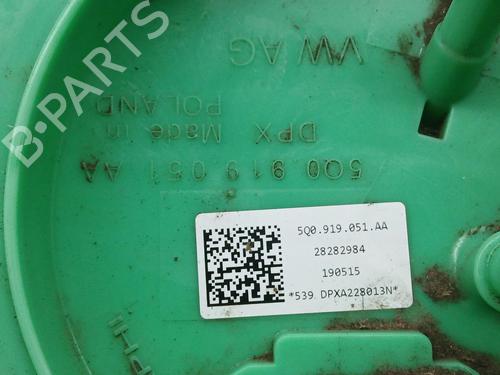 B-PARTS
VW AG
Made in
POLAND
DPX
5Q0 919 051 AA
5Q0.919.051.AA
28282984
190515
*539. DPXA228013N*